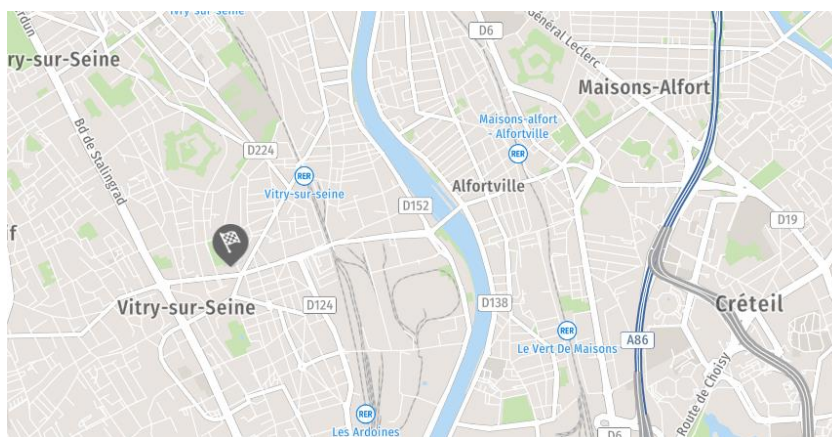 Ivry-sur-Seine
D6
Général Leclerc
ry-sur-Seine
Maisons-Alfort
Bd de Stalingrad
Maisons-alfort
- Alfortville
D224
RER
RER
Vitry-sur-seine
Alfortville
D152
D19
f
Vitry-sur-Seine
D124
D138
Créteil
RER
A86
Le Vert De Maisons
Route de Choisy
RER
Les Ardoines
D6